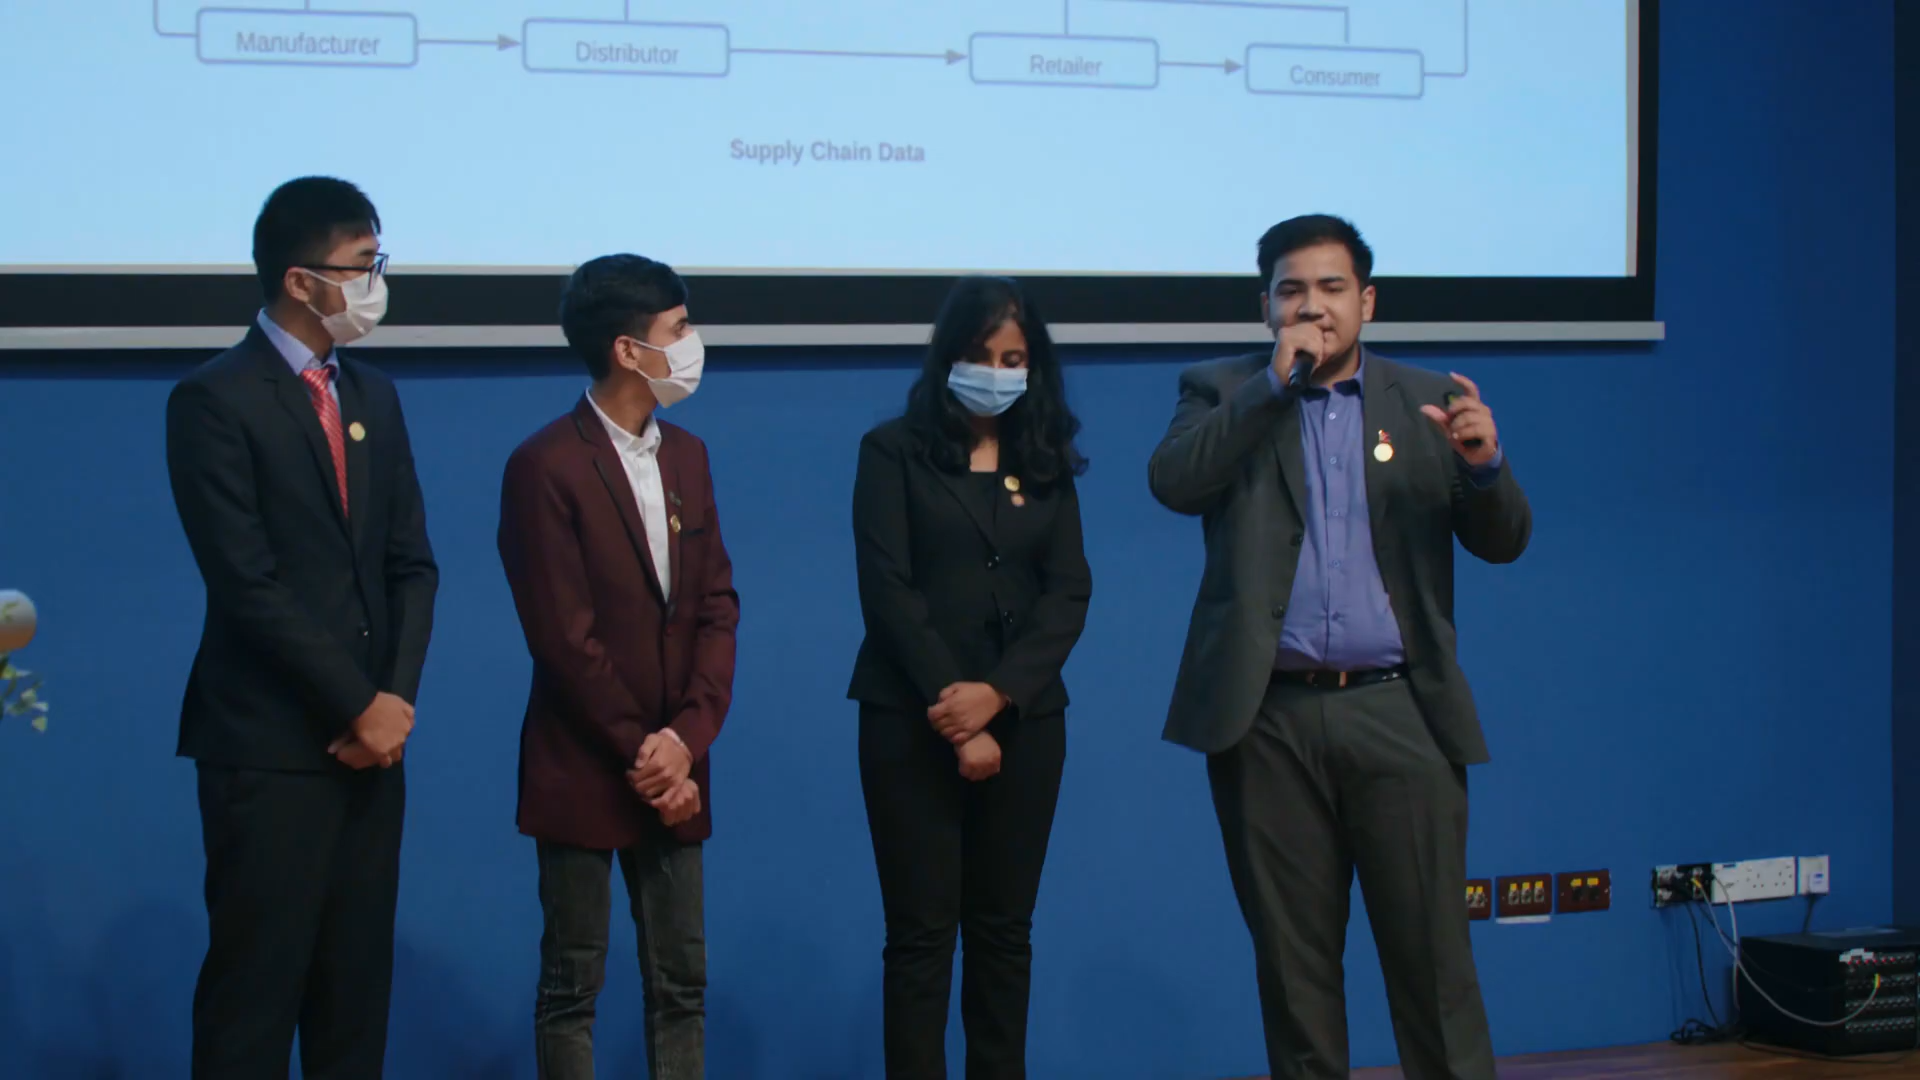 Manufacturer
Distributor
Retailer
Consumer
Supply Chain Data